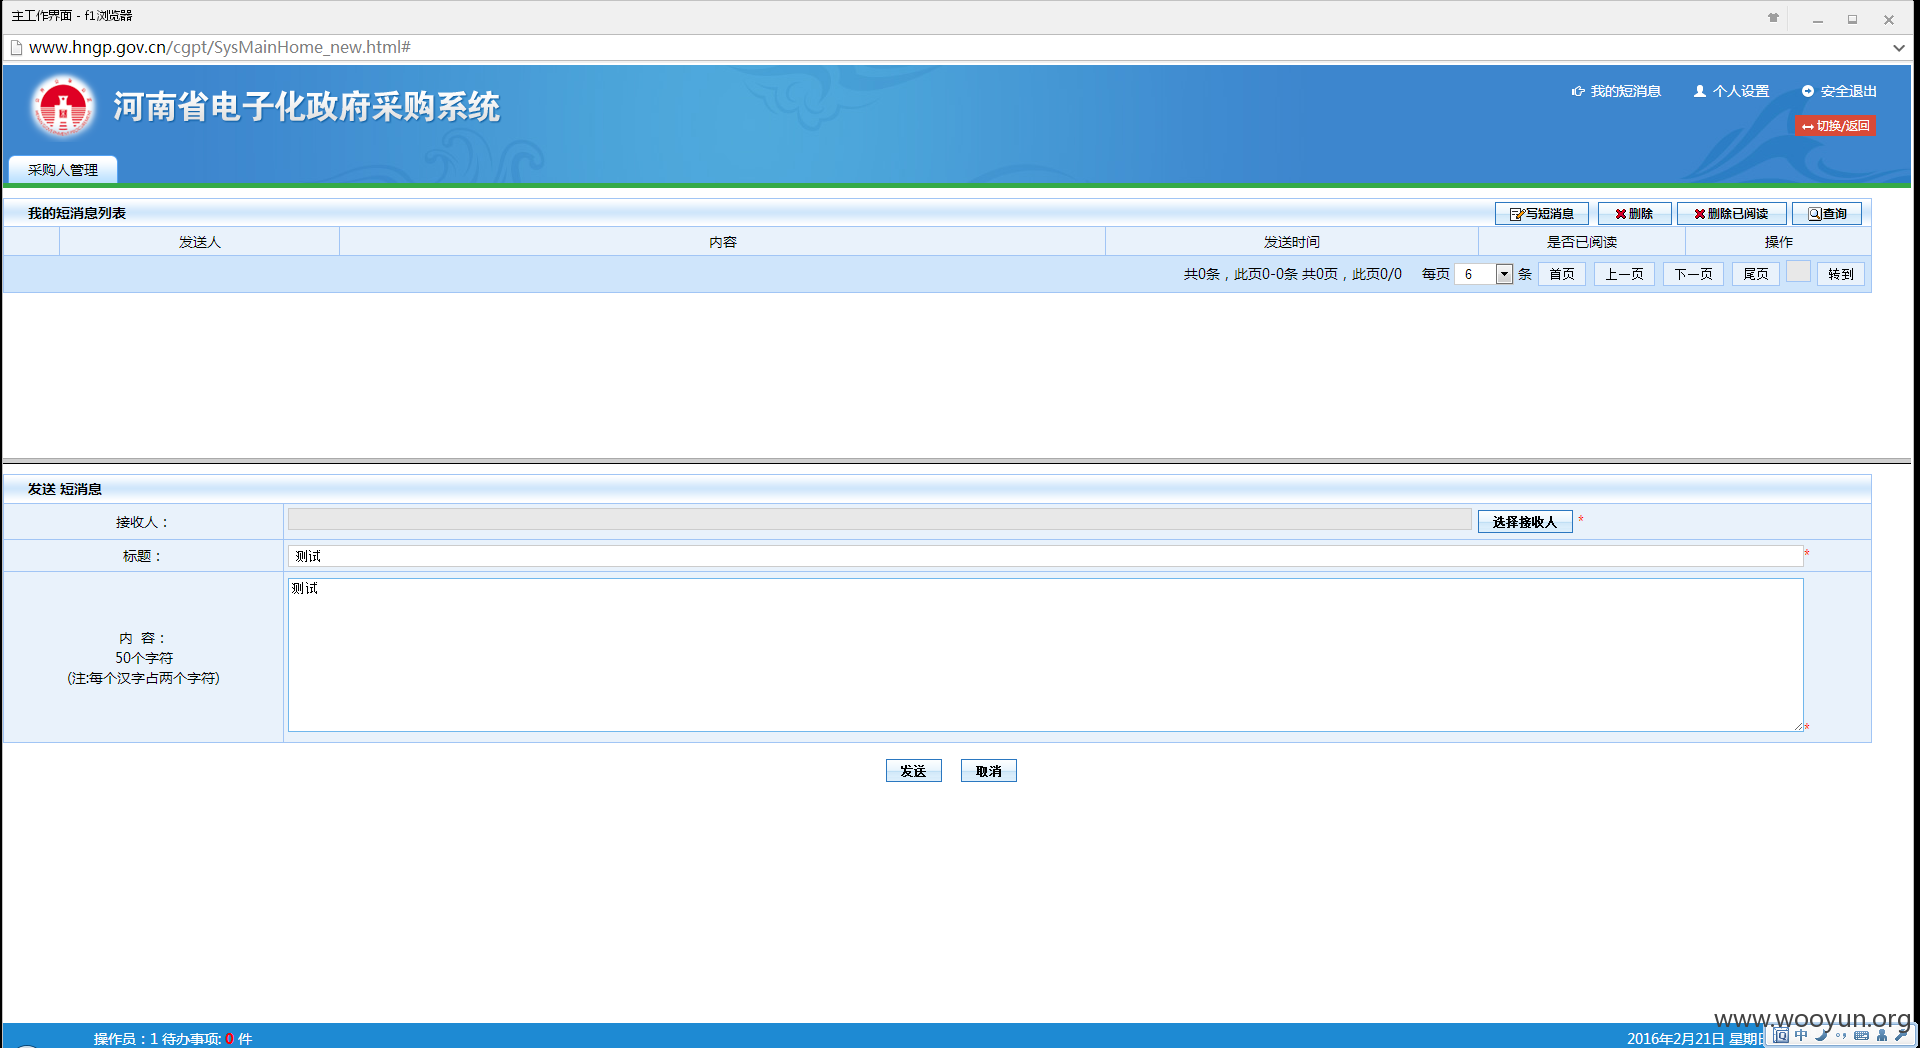 主工作界面 - f1浏览器
www.hngp.gov.cn/cgpt/SysMainHome_new.html#
河南省电子化政府采购系统
我的短消息 个人设置 安全退出
切换/返回
采购人管理
我的短消息列表 写短消息 删除 删除已阅读 查询
发送人 内容 发送时间 是否已阅读 操作
共0条，此页0-0条 共0页，此页0/0 每页 6 条 首页 上一页 下一页 尾页 转到
发送 短消息
接收人： 选择接收人 *
标题： 测试 *
测试
内 容：
50个字符
(注:每个汉字占两个字符)
*
发送 取消
www.wooyun.org
操作员：1 待办事项: 0 件 2016年2月21日 星期 中